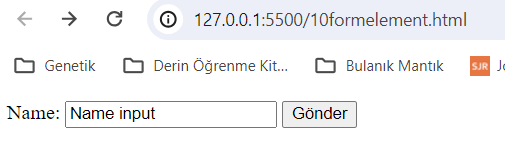 127.0.0.1:5500/10formelement.html
Genetik Derin Öğrenme Kit... Bulanık Mantık SJR
Name: Name input Gönder